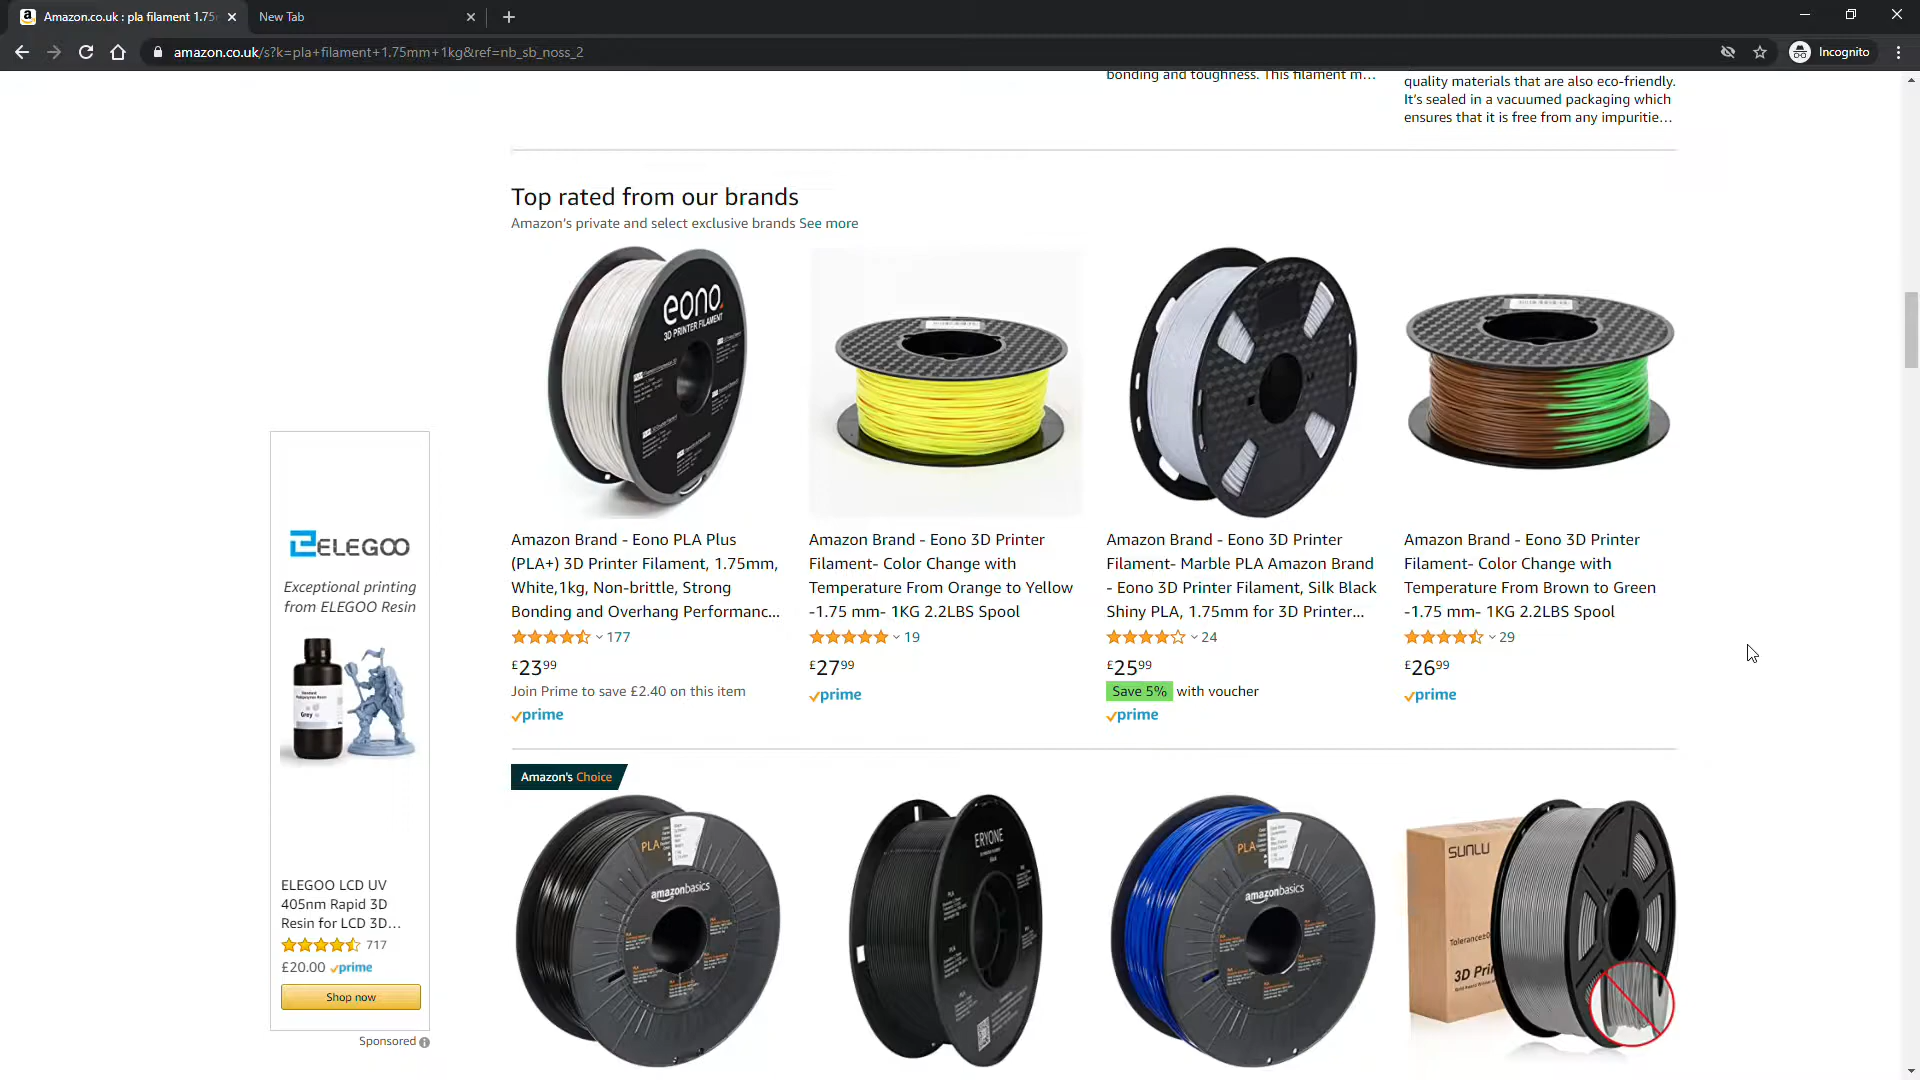 Amazon.co.uk : pla filament 1.75
New Tab
amazon.co.uk/s?k=pla+filament+1.75mm+1kg&ref=nb_sb_noss_2
Incognito
bonding and toughness. This filament m...
quality materials that are also eco-friendly.
It's sealed in a vacuumed packaging which
ensures that it is free from any impuritie...
Top rated from our brands
Amazon's private and select exclusive brands See more
eono
3D PRINTER FILAMENT
Amazon Brand - Eono PLA Plus
(PLA+) 3D Printer Filament, 1.75mm,
White,1kg, Non-brittle, Strong
Bonding and Overhang Performanc...
177
£23.99
Join Prime to save £2.40 on this item
prime
Amazon Brand - Eono 3D Printer
Filament- Color Change with
Temperature From Orange to Yellow
-1.75 mm- 1KG 2.2LBS Spool
19
£27.99
prime
Amazon Brand - Eono 3D Printer
Filament- Marble PLA Amazon Brand
- Eono 3D Printer Filament, Silk Black
Shiny PLA, 1.75mm for 3D Printer...
24
£25.99
Save 5% with voucher
prime
Amazon Brand - Eono 3D Printer
Filament- Color Change with
Temperature From Brown to Green
-1.75 mm- 1KG 2.2LBS Spool
29
£26.99
prime
ELEGOO
Exceptional printing
from ELEGOO Resin
Grey
ELEGOO LCD UV
405nm Rapid 3D
Resin for LCD 3D...
717
£20.00 prime
Shop now
Sponsored
Amazon's Choice
PLA
amazonbasics
ERYONE
PLA
amazonbasics
SUNLU
3D Pri